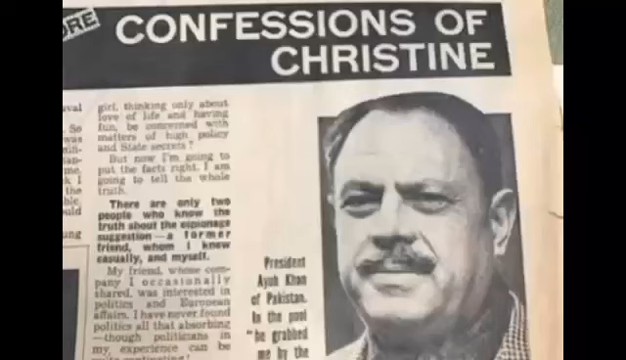 ORE
CONFESSIONS OF
CHRISTINE
girl, thinking only about
love of life and having
fun, be concerned with
matters of high policy
and State secrets?
But now I'm going to
put the facts right. I am
going to tell the whole
truth.
There are only two
people who know the
truth about the espionage
suggestion—a former
friend, whom I knew
casually, and myself.
My friend, whose com-
pany I occasionally
shared, was interested in
politics and European
affairs. I have never found
politics all that absorbing
—though politicians in
my experience can be
President
Ayub Khan
of Pakistan.
In the pool
"he grabbed
me by the